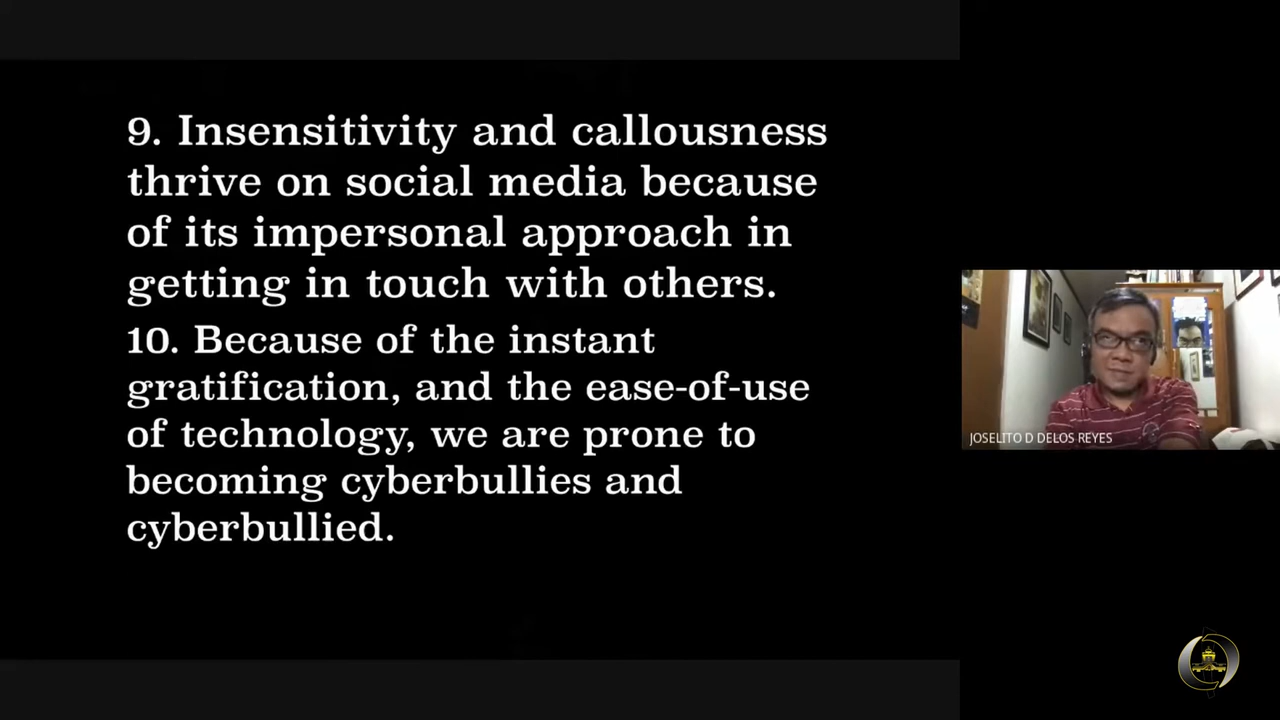 9. Insensitivity and callousness
thrive on social media because
of its impersonal approach in
getting in touch with others.
10. Because of the instant
gratification, and the ease-of-use
of technology, we are prone to
becoming cyberbullies and
cyberbullied.
JOSELITO D DELOS REYES